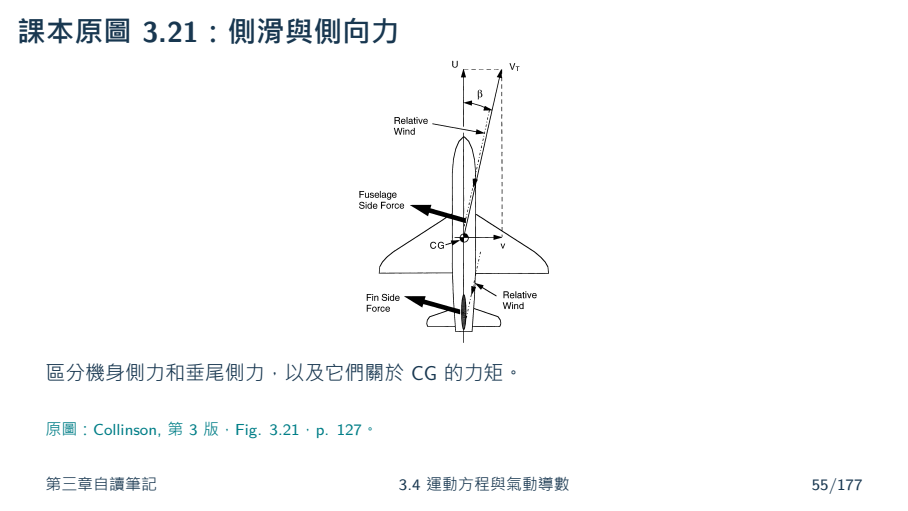 課本原圖 3.21：側滑與側向力
U
VT
β
Relative
Wind
Fuselage
Side Force
CG
v
Fin Side
Force
Relative
Wind
區分機身側力和垂尾側力，以及它們關於 CG 的力矩。
原圖：Collinson, 第 3 版，Fig. 3.21，p. 127。
第三章自讀筆記
3.4 運動方程與氣動導數
55/177